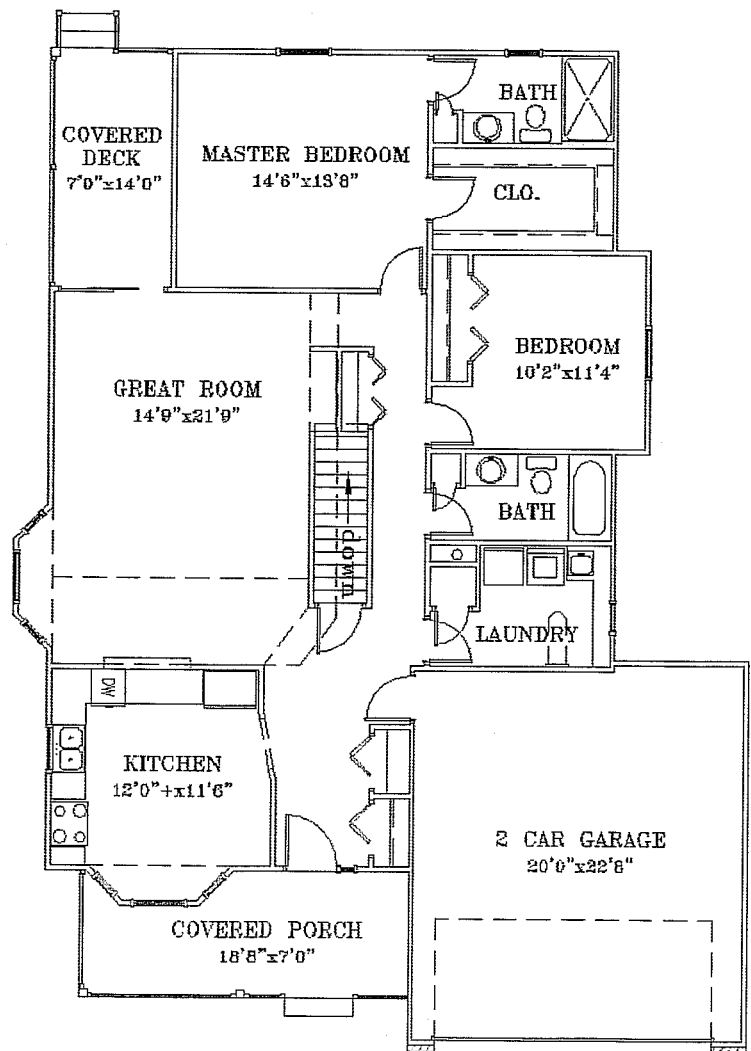 BATH
COVERED
DECK
7'0"x14'0"
MASTER BEDROOM
14'6"x13'8"
CLO.
BEDROOM
10'2"x11'4"
GREAT ROOM
14'9"x21'9"
BATH
down
LAUNDRY
DW
KITCHEN
12'0"+x11'6"
2 CAR GARAGE
20'0"x22'8"
COVERED PORCH
18'8"x7'0"